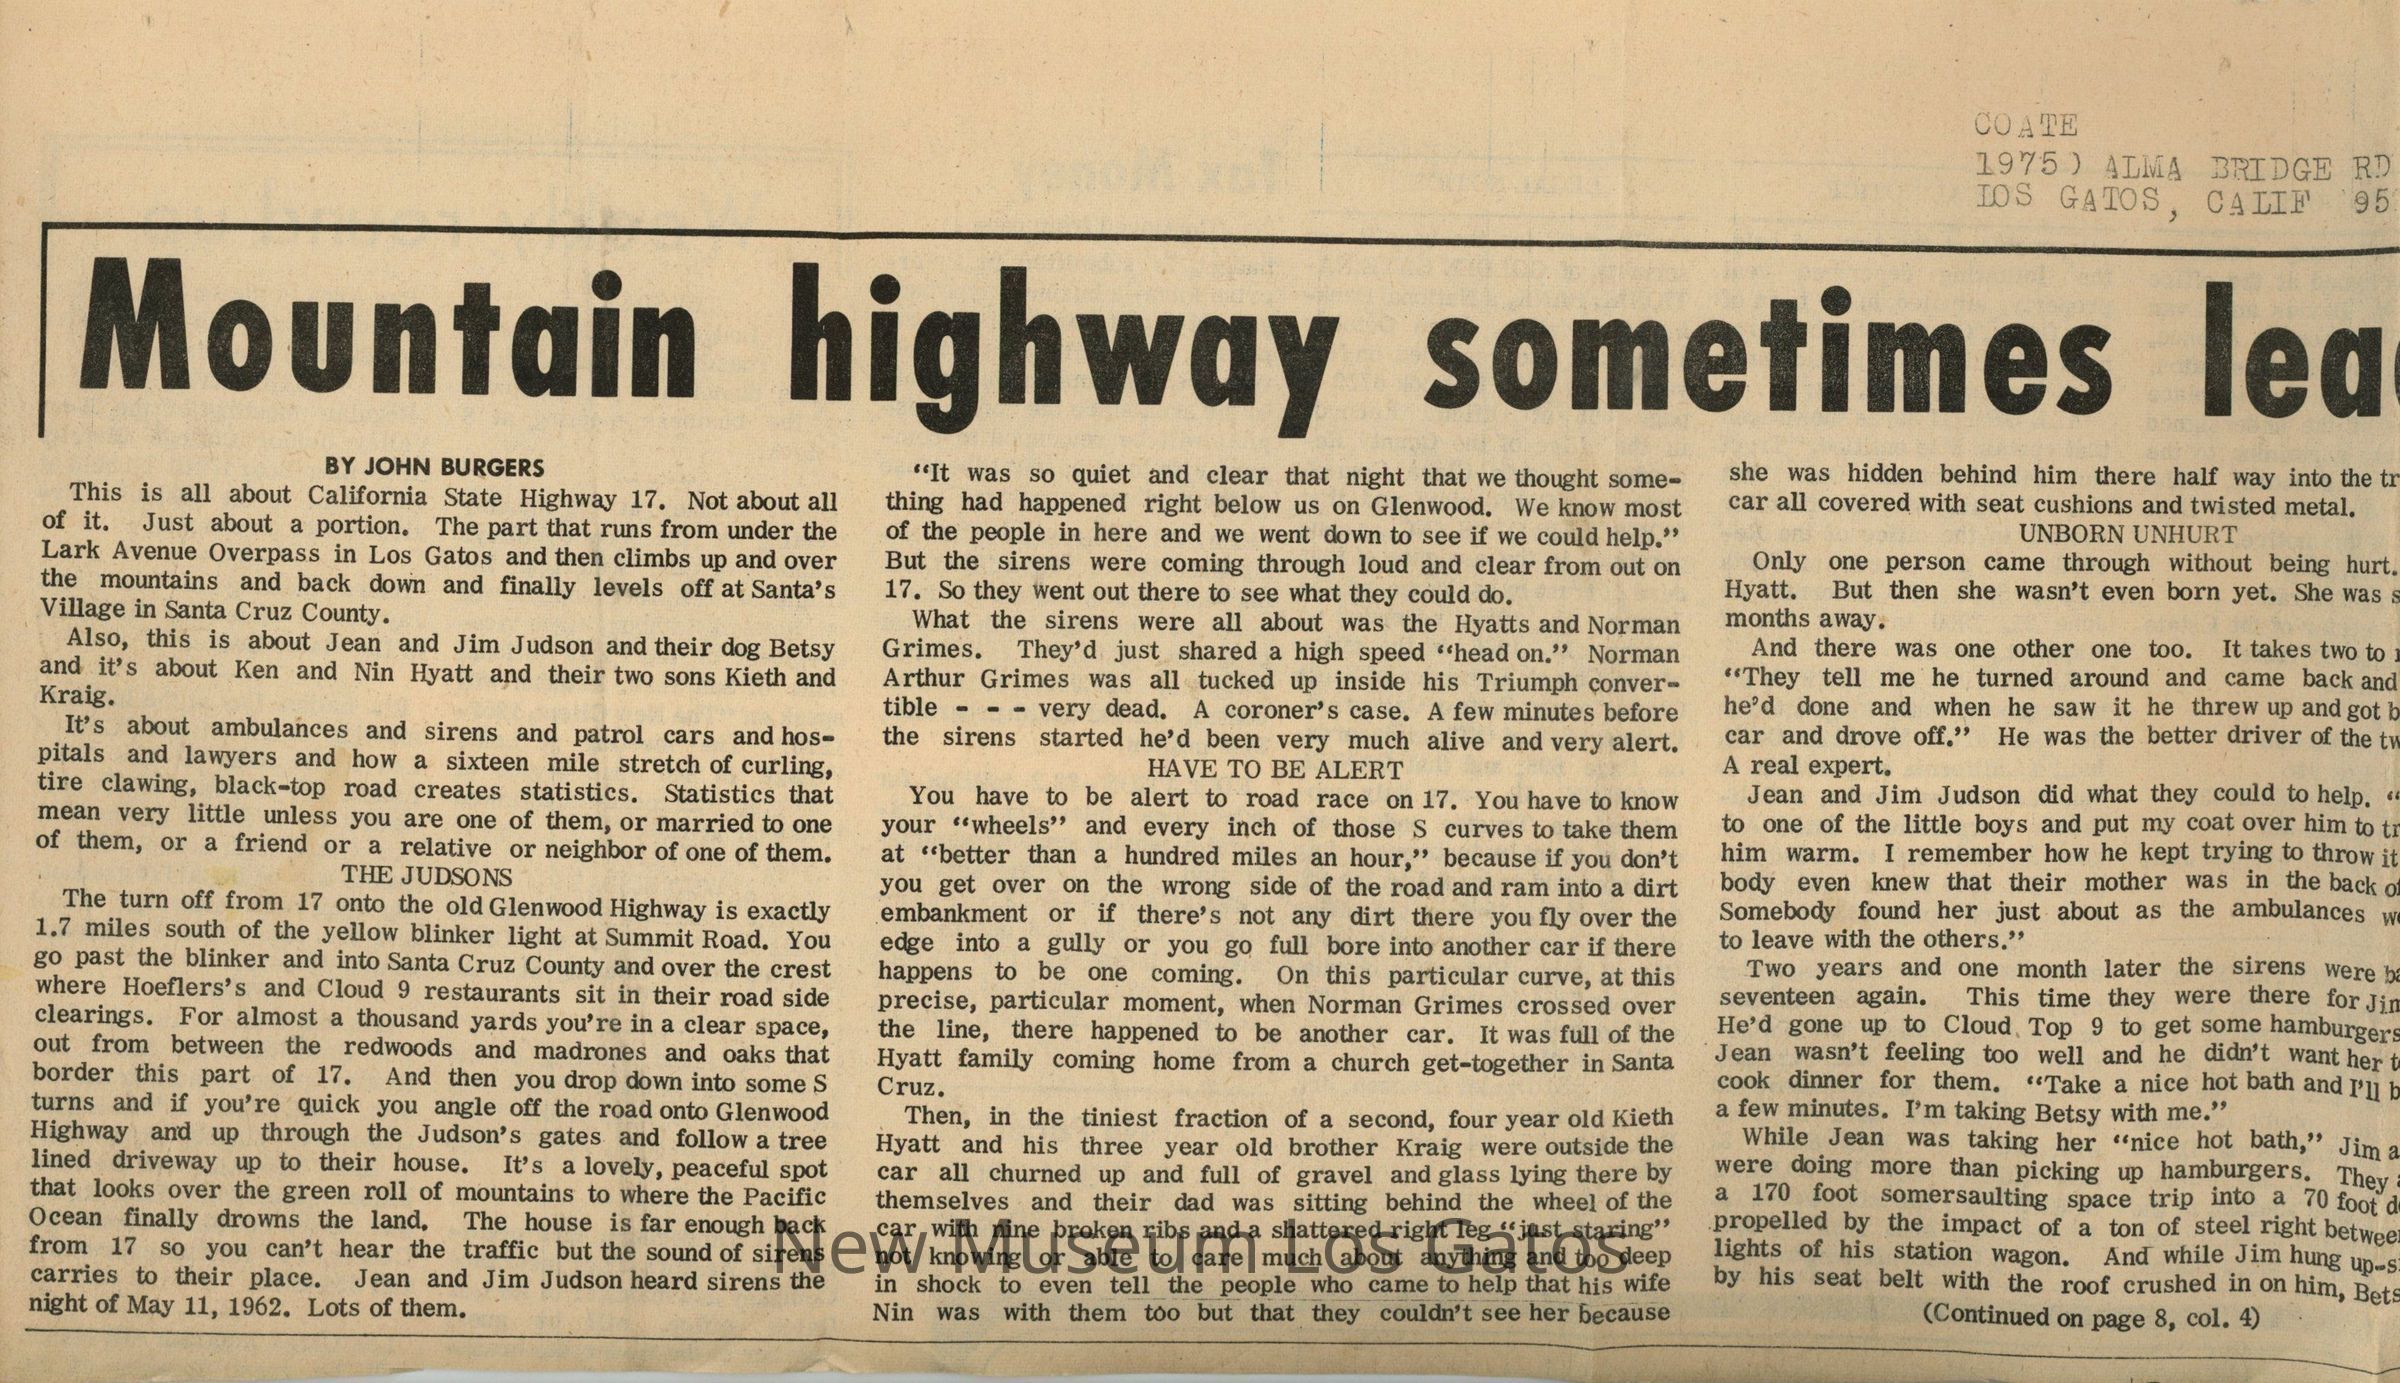 COATE
1975) ALMA BRIDGE RD
LOS GATOS, CALIF 95
Mountain highway sometimes lea
BY JOHN BURGERS
This is all about California State Highway 17. Not about all
of it. Just about a portion. The part that runs from under the
Lark Avenue Overpass in Los Gatos and then climbs up and over
the mountains and back down and finally levels off at Santa's
Village in Santa Cruz County.
Also, this is about Jean and Jim Judson and their dog Betsy
and it's about Ken and Nin Hyatt and their two sons Kieth and
Kraig.
It's about ambulances and sirens and patrol cars and hos-
pitals and lawyers and how a sixteen mile stretch of curling,
tire clawing, black-top road creates statistics. Statistics that
mean very little unless you are one of them, or married to one
of them, or a friend or a relative or neighbor of one of them.
THE JUDSONS
The turn off from 17 onto the old Glenwood Highway is exactly
1.7 miles south of the yellow blinker light at Summit Road. You
go past the blinker and into Santa Cruz County and over the crest
where Hoeflers's and Cloud 9 restaurants sit in their road side
clearings. For almost a thousand yards you're in a clear space,
out from between the redwoods and madrones and oaks that
border this part of 17. And then you drop down into some S
turns and if you're quick you angle off the road onto Glenwood
Highway and up through the Judson's gates and follow a tree
lined driveway up to their house. It's a lovely, peaceful spot
that looks over the green roll of mountains to where the Pacific
Ocean finally drowns the land. The house is far enough back
from 17 so you can't hear the traffic but the sound of sirens
carries to their place. Jean and Jim Judson heard sirens the
night of May 11, 1962. Lots of them.
"It was so quiet and clear that night that we thought some-
thing had happened right below us on Glenwood. We know most
of the people in here and we went down to see if we could help."
But the sirens were coming through loud and clear from out on
17. So they went out there to see what they could do.
What the sirens were all about was the Hyatts and Norman
Grimes. They'd just shared a high speed "head on." Norman
Arthur Grimes was all tucked up inside his Triumph conver-
tible - - - very dead. A coroner's case. A few minutes before
the sirens started he'd been very much alive and very alert.
HAVE TO BE ALERT
You have to be alert to road race on 17. You have to know
your "wheels" and every inch of those S curves to take them
at "better than a hundred miles an hour," because if you don't
you get over on the wrong side of the road and ram into a dirt
embankment or if there's not any dirt there you fly over the
edge into a gully or you go full bore into another car if there
happens to be one coming. On this particular curve, at this
precise, particular moment, when Norman Grimes crossed over
the line, there happened to be another car. It was full of the
Hyatt family coming home from a church get-together in Santa
Cruz.
Then, in the tiniest fraction of a second, four year old Kieth
Hyatt and his three year old brother Kraig were outside the
car all churned up and full of gravel and glass lying there by
themselves and their dad was sitting behind the wheel of the
car with nine broken ribs and a shattered right leg "just staring"
not knowing or able to care much about anything and too deep
in shock to even tell the people who came to help that his wife
Nin was with them too but that they couldn't see her because
she was hidden behind him there half way into the tr
car all covered with seat cushions and twisted metal.
UNBORN UNHURT
Only one person came through without being hurt.
Hyatt. But then she wasn't even born yet. She was s
months away.
And there was one other one too. It takes two to
"They tell me he turned around and came back and
he'd done and when he saw it he threw up and got b
car and drove off." He was the better driver of the tw
A real expert.
Jean and Jim Judson did what they could to help. "
to one of the little boys and put my coat over him to tr
him warm. I remember how he kept trying to throw it
body even knew that their mother was in the back of
Somebody found her just about as the ambulances we
to leave with the others."
Two years and one month later the sirens were ba
seventeen again. This time they were there for Jim
He'd gone up to Cloud Top 9 to get some hamburgers
Jean wasn't feeling too well and he didn't want her t
cook dinner for them. "Take a nice hot bath and I'll b
a few minutes. I'm taking Betsy with me."
While Jean was taking her "nice hot bath," Jim a
were doing more than picking up hamburgers. They
a 170 foot somersaulting space trip into a 70 foot d
propelled by the impact of a ton of steel right betwee
lights of his station wagon. And while Jim hung up-s
by his seat belt with the roof crushed in on him, Bets
(Continued on page 8, col. 4)
New Museum Los Gatos